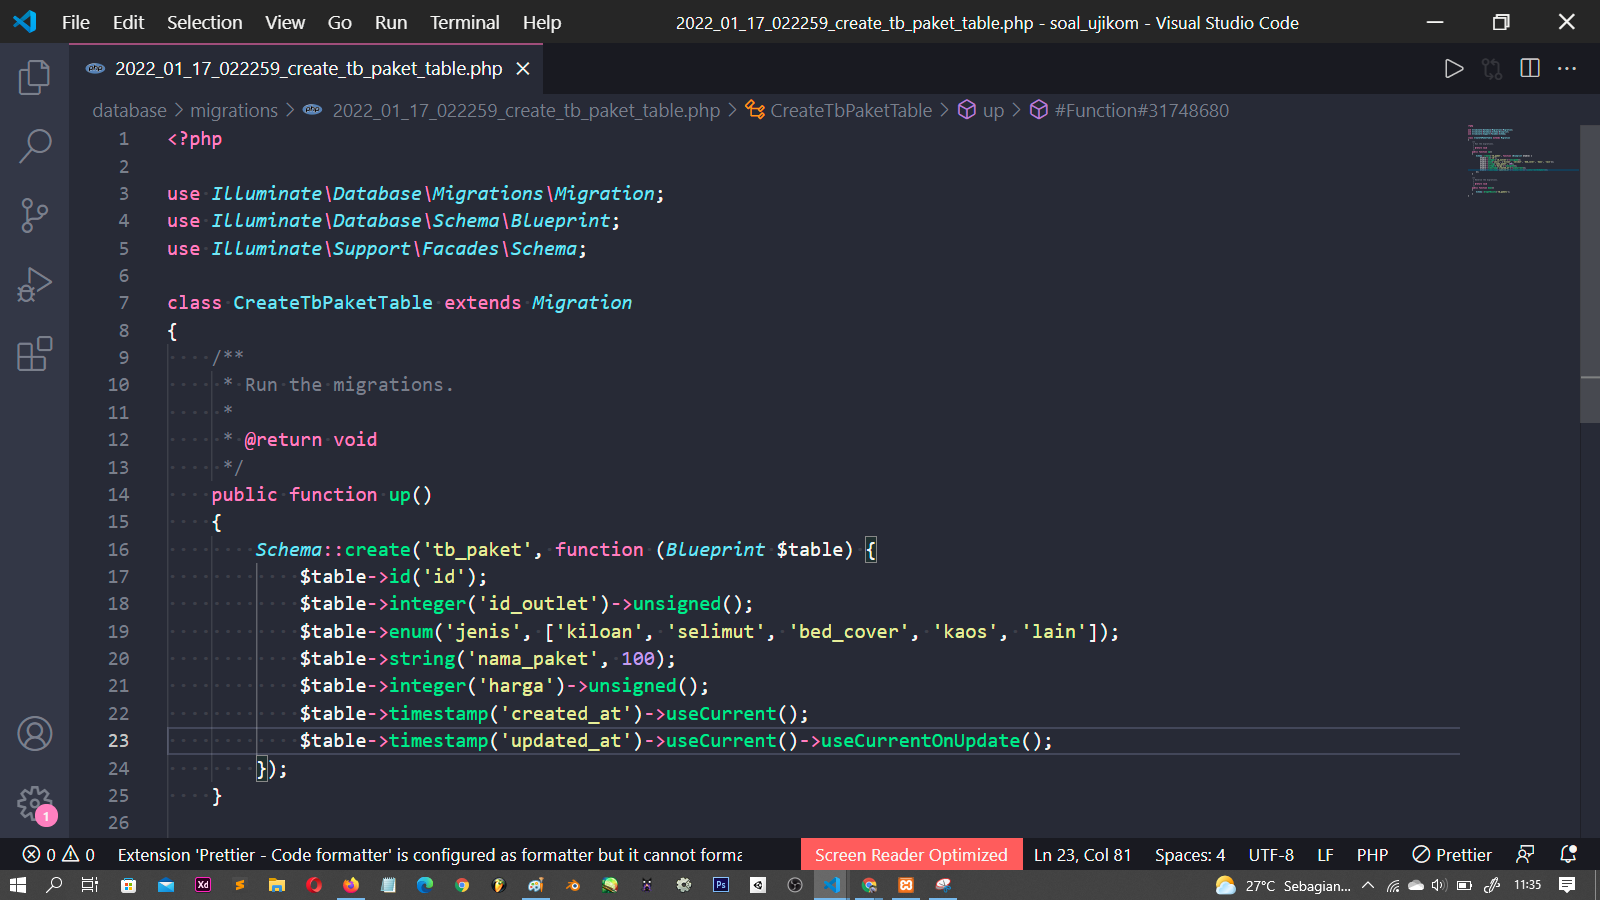 File Edit Selection View Go Run Terminal Help 2022_01_17_022259_create_tb_paket_table.php - soal_ujikom - Visual Studio Code
php 2022_01_17_022259_create_tb_paket_table.php
database > migrations > php 2022_01_17_022259_create_tb_paket_table.php > CreateTbPaketTable > up > #Function#31748680
1 <?php
2
3 use Illuminate\Database\Migrations\Migration;
4 use Illuminate\Database\Schema\Blueprint;
5 use Illuminate\Support\Facades\Schema;
6
7 class CreateTbPaketTable extends Migration
8 {
9 /**
10 * Run the migrations.
11 *
12 * @return void
13 */
14 public function up()
15 {
16 Schema::create('tb_paket', function (Blueprint $table) {
17 $table->id('id');
18 $table->integer('id_outlet')->unsigned();
19 $table->enum('jenis', ['kiloan', 'selimut', 'bed_cover', 'kaos', 'lain']);
20 $table->string('nama_paket', 100);
21 $table->integer('harga')->unsigned();
22 $table->timestamp('created_at')->useCurrent();
23 $table->timestamp('updated_at')->useCurrent()->useCurrentOnUpdate();
24 });
25 }
26
1
0 0 Extension 'Prettier - Code formatter' is configured as formatter but it cannot forma Screen Reader Optimized Ln 23, Col 81 Spaces: 4 UTF-8 LF PHP Prettier
Xd Ps 27°C Sebagian... 11:35